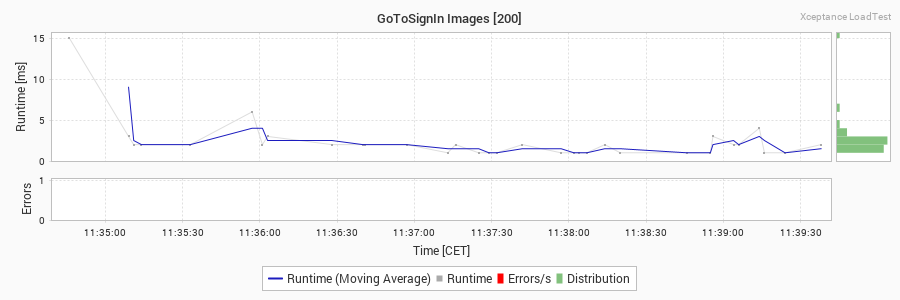 GoToSignIn Images [200]
Xceptance LoadTest
Runtime [ms]
15
10
5
0
Errors
1
0
11:35:00 11:35:30 11:36:00 11:36:30 11:37:00 11:37:30 11:38:00 11:38:30 11:39:00 11:39:30
Time [CET]
Runtime (Moving Average) Runtime Errors/s Distribution